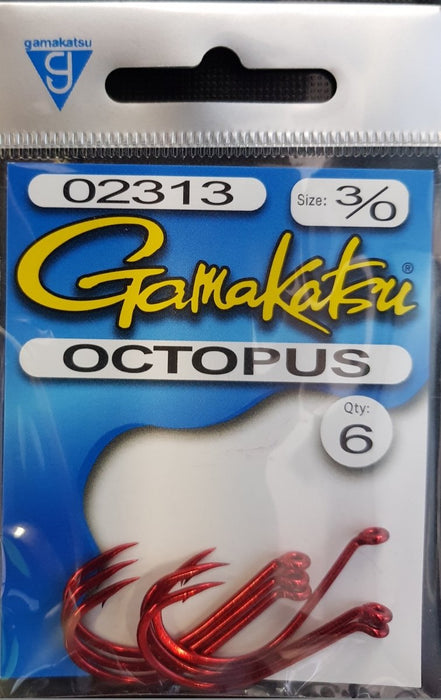 gamakatsu
g
02313
Size: 3/0
Gamakatsu®
OCTOPUS
Qty:
6